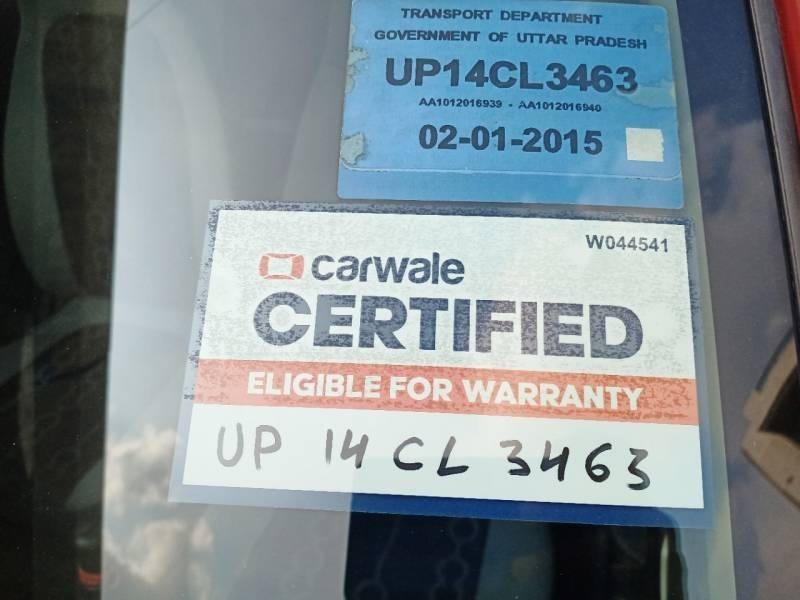 TRANSPORT DEPARTMENT
GOVERNMENT OF UTTAR PRADESH
UP14CL3463
AA1012016939 - AA1012016940
02-01-2015
W044541
carwale
CERTIFIED
ELIGIBLE FOR WARRANTY
UP 14 CL 3463